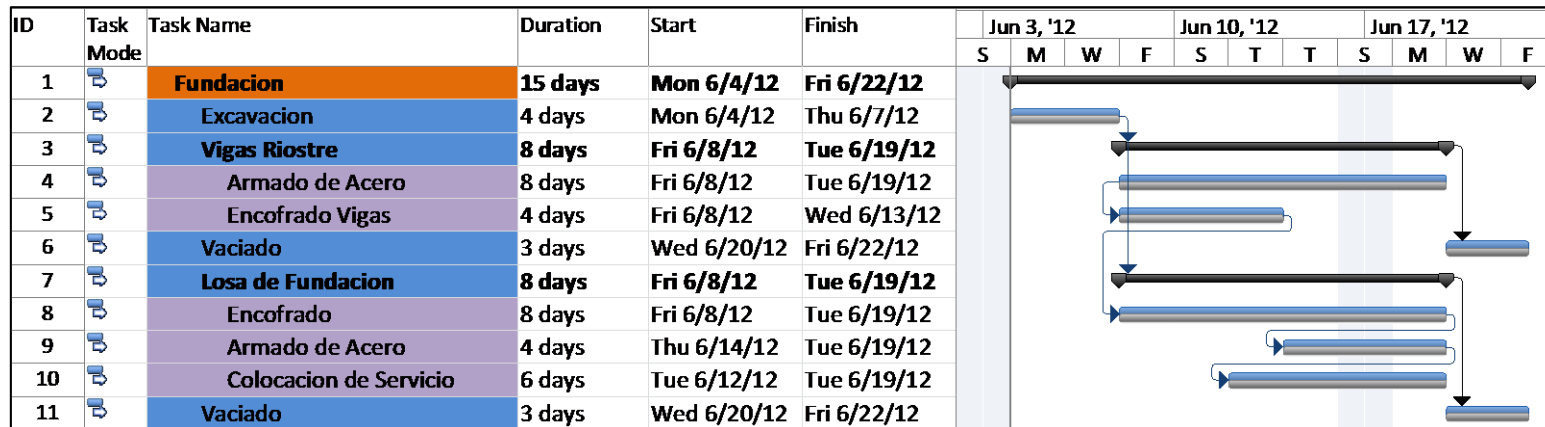 ID Task Mode Task Name Duration Start Finish Jun 3, '12 Jun 10, '12 Jun 17, '12
S M W F S T T S M W F
1 Fundacion 15 days Mon 6/4/12 Fri 6/22/12
2 Excavacion 4 days Mon 6/4/12 Thu 6/7/12
3 Vigas Riostre 8 days Fri 6/8/12 Tue 6/19/12
4 Armado de Acero 8 days Fri 6/8/12 Tue 6/19/12
5 Encofrado Vigas 4 days Fri 6/8/12 Wed 6/13/12
6 Vaciado 3 days Wed 6/20/12 Fri 6/22/12
7 Losa de Fundacion 8 days Fri 6/8/12 Tue 6/19/12
8 Encofrado 8 days Fri 6/8/12 Tue 6/19/12
9 Armado de Acero 4 days Thu 6/14/12 Tue 6/19/12
10 Colocacion de Servicio 6 days Tue 6/12/12 Tue 6/19/12
11 Vaciado 3 days Wed 6/20/12 Fri 6/22/12